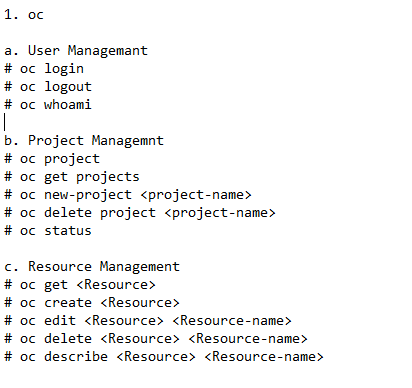 1. oc
a. User Managemant
# oc login
# oc logout
# oc whoami
b. Project Managemnt
# oc project
# oc get projects
# oc new-project <project-name>
# oc delete project <project-name>
# oc status
c. Resource Management
# oc get <Resource>
# oc create <Resource>
# oc edit <Resource> <Resource-name>
# oc delete <Resource> <Resource-name>
# oc describe <Resource> <Resource-name>